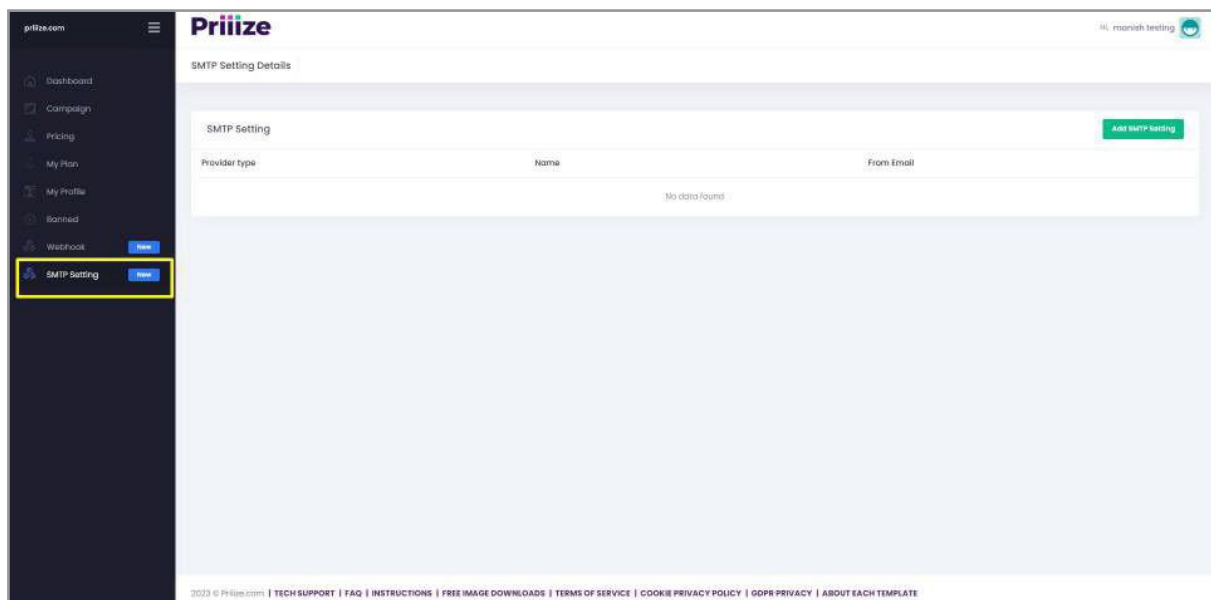 priiize.com
Priiize
Hi, manish testing
SMTP Setting Details
Dashboard
Campaign
Pricing
My Plan
My Profile
Banned
Webhook New
SMTP Setting New
SMTP Setting
Add SMTP Setting
Provider type Name From Email
No data found
2023 © Priiize.com | TECH SUPPORT | FAQ | INSTRUCTIONS | FREE IMAGE DOWNLOADS | TERMS OF SERVICE | COOKIE PRIVACY POLICY | GDPR PRIVACY | ABOUT EACH TEMPLATE